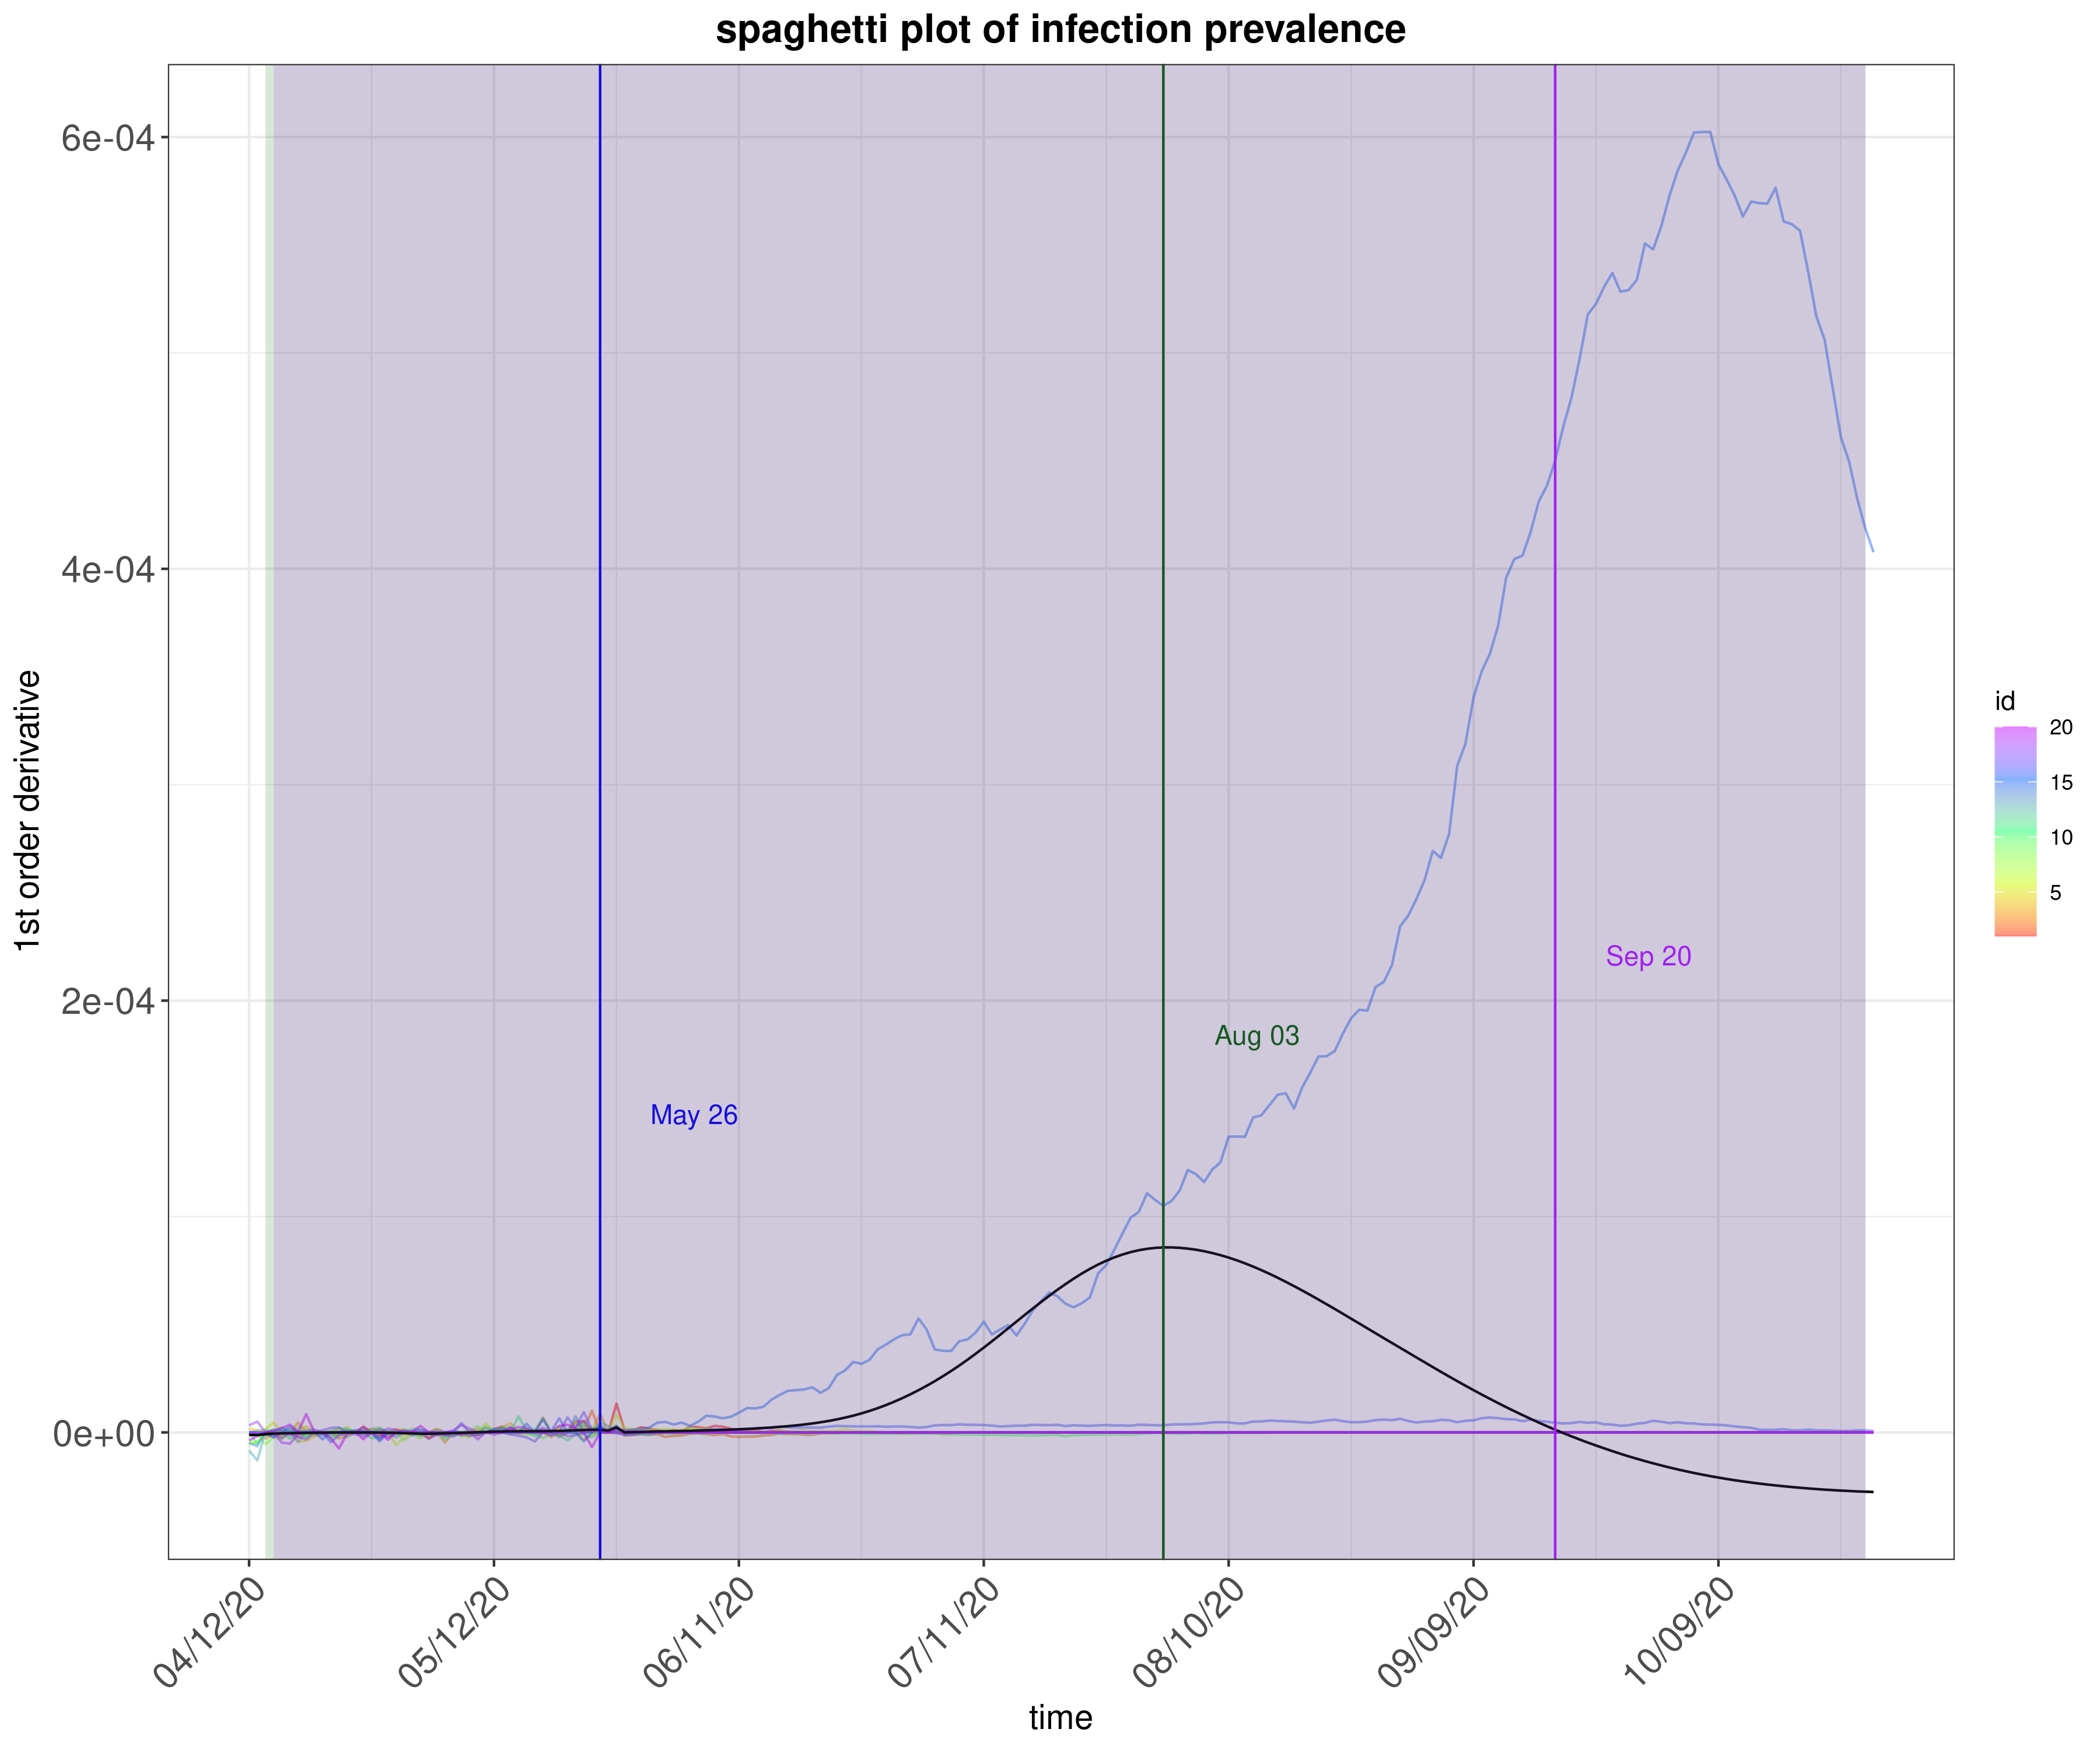 spaghetti plot of infection prevalence
1st order derivative
6e-04
4e-04
2e-04
0e+00
May 26
Aug 03
Sep 20
04/12/20
05/12/20
06/11/20
07/11/20
08/10/20
09/09/20
10/09/20
time
id
20
15
10
5